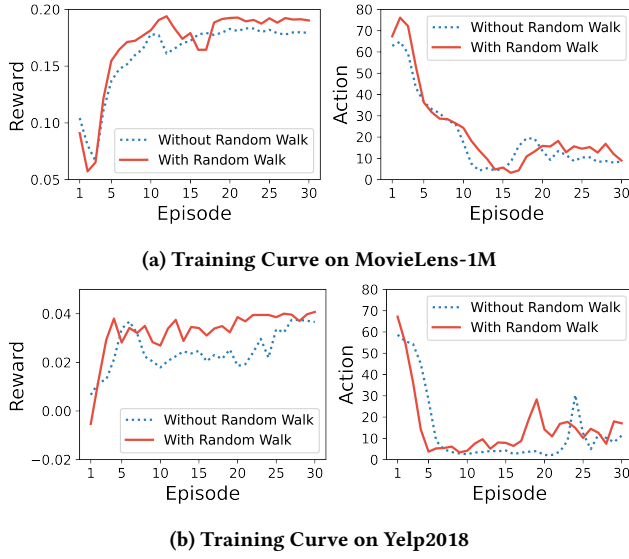 0.20
0.15
0.10
0.05
Reward
Without Random Walk
With Random Walk
1 5 10 15 20 25 30
Episode
80
70
60
50
40
30
20
10
0
Action
Without Random Walk
With Random Walk
1 5 10 15 20 25 30
Episode
(a) Training Curve on MovieLens-1M
0.04
0.02
0.00
−0.02
Reward
Without Random Walk
With Random Walk
1 5 10 15 20 25 30
Episode
80
70
60
50
40
30
20
10
0
Action
Without Random Walk
With Random Walk
1 5 10 15 20 25 30
Episode
(b) Training Curve on Yelp2018